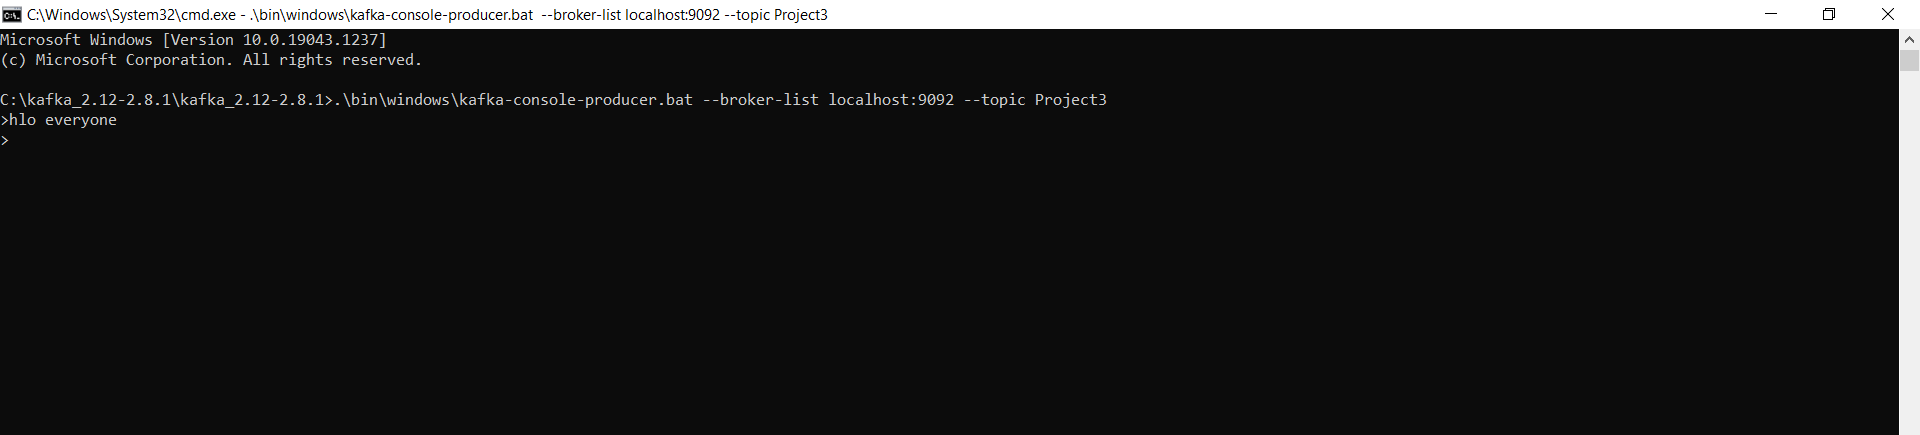 C:\Windows\System32\cmd.exe - .\bin\windows\kafka-console-producer.bat  --broker-list localhost:9092 --topic Project3
Microsoft Windows [Version 10.0.19043.1237]
(c) Microsoft Corporation. All rights reserved.
C:\kafka_2.12-2.8.1\kafka_2.12-2.8.1>.\bin\windows\kafka-console-producer.bat --broker-list localhost:9092 --topic Project3
>hlo everyone
>